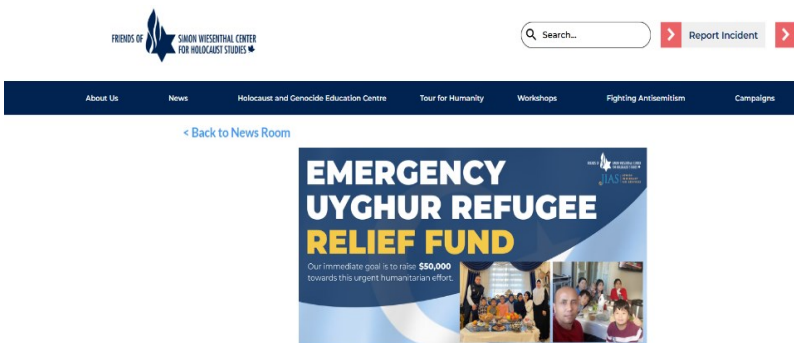 FRIENDS OF
SIMON WIESENTHAL CENTER
FOR HOLOCAUST STUDIES
Search...
Report Incident
About Us
News
Holocaust and Genocide Education Centre
Tour for Humanity
Workshops
Fighting Antisemitism
Campaigns
< Back to News Room
EMERGENCY
UYGHUR REFUGEE
RELIEF FUND
Our immediate goal is to raise $50,000
towards this urgent humanitarian effort.
JIAS